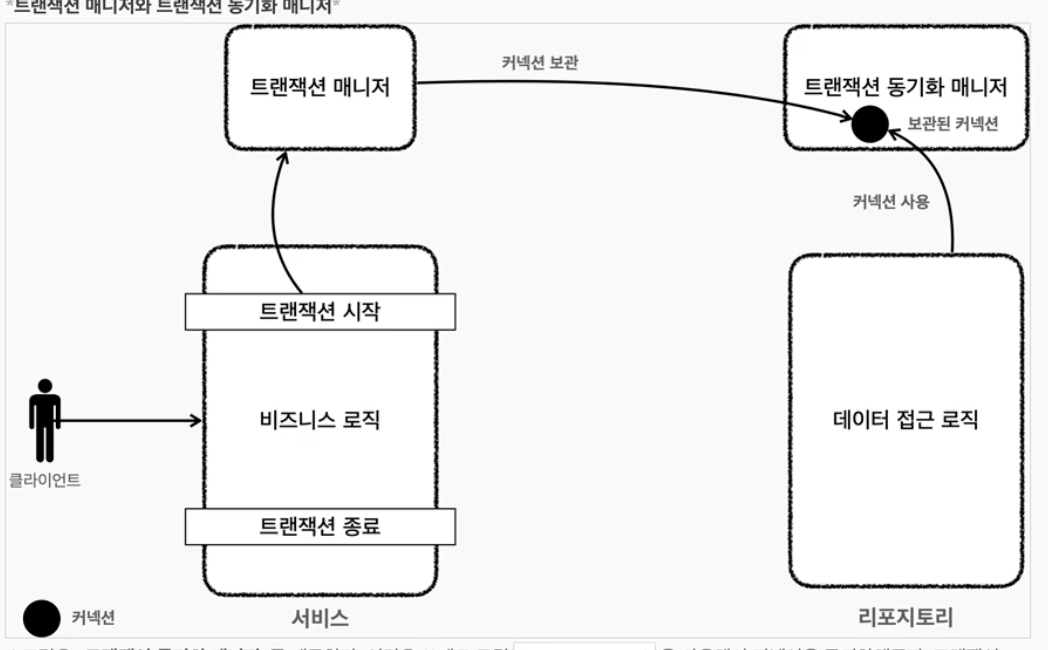 *트랜잭션 매니저와 트랜잭션 동기화 매니저*
커넥션 보관
트랜잭션 매니저
트랜잭션 동기화 매니저
보관된 커넥션
커넥션 사용
트랜잭션 시작
비즈니스 로직
데이터 접근 로직
클라이언트
트랜잭션 종료
커넥션
서비스
리포지토리